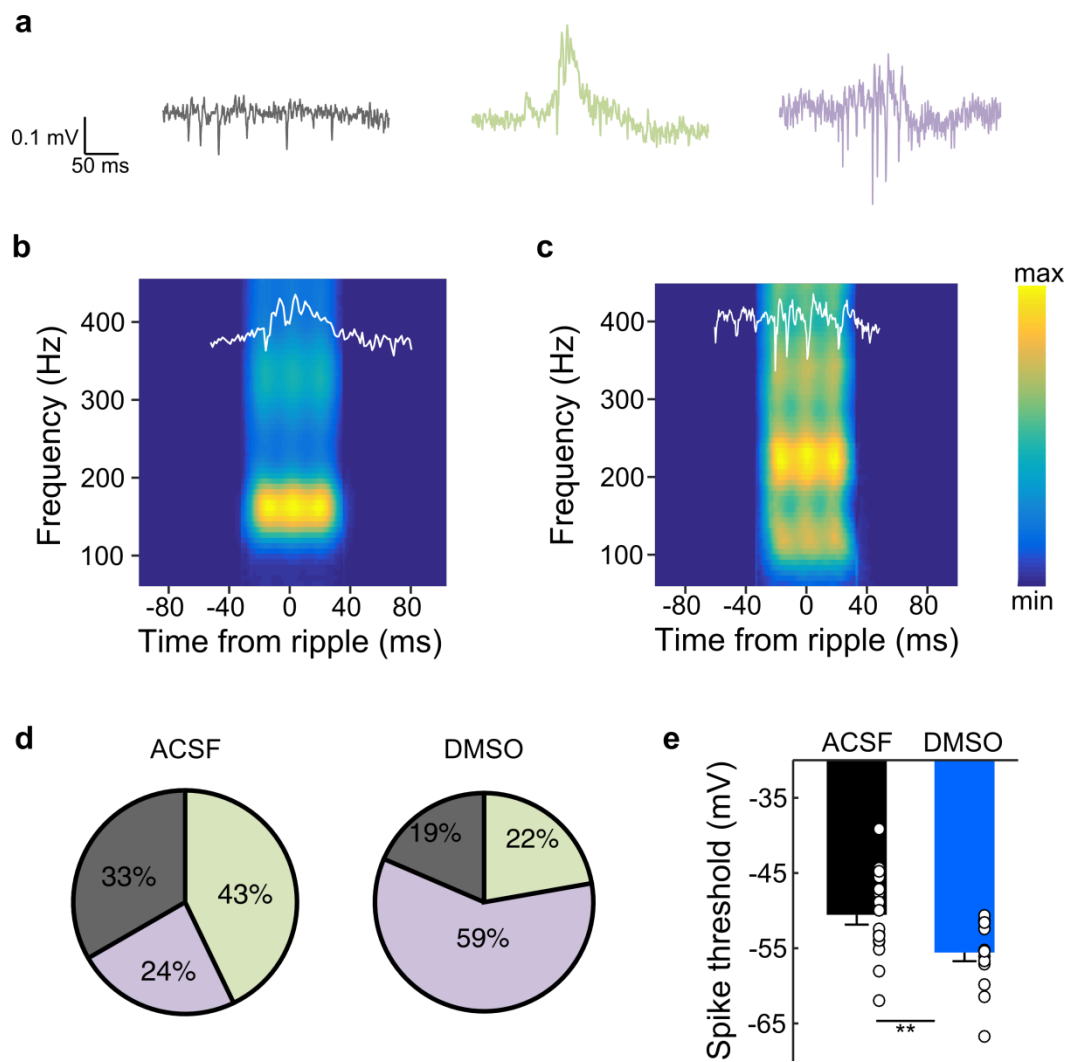 a
0.1 mV
50 ms
b
Frequency (Hz)
400
300
200
100
-80 -40 0 40 80
Time from ripple (ms)
c
Frequency (Hz)
400
300
200
100
-80 -40 0 40 80
Time from ripple (ms)
max
min
d
ACSF
33%
43%
24%
DMSO
19%
22%
59%
e
ACSF DMSO
Spike threshold (mV)
-35
-45
-55
-65
**